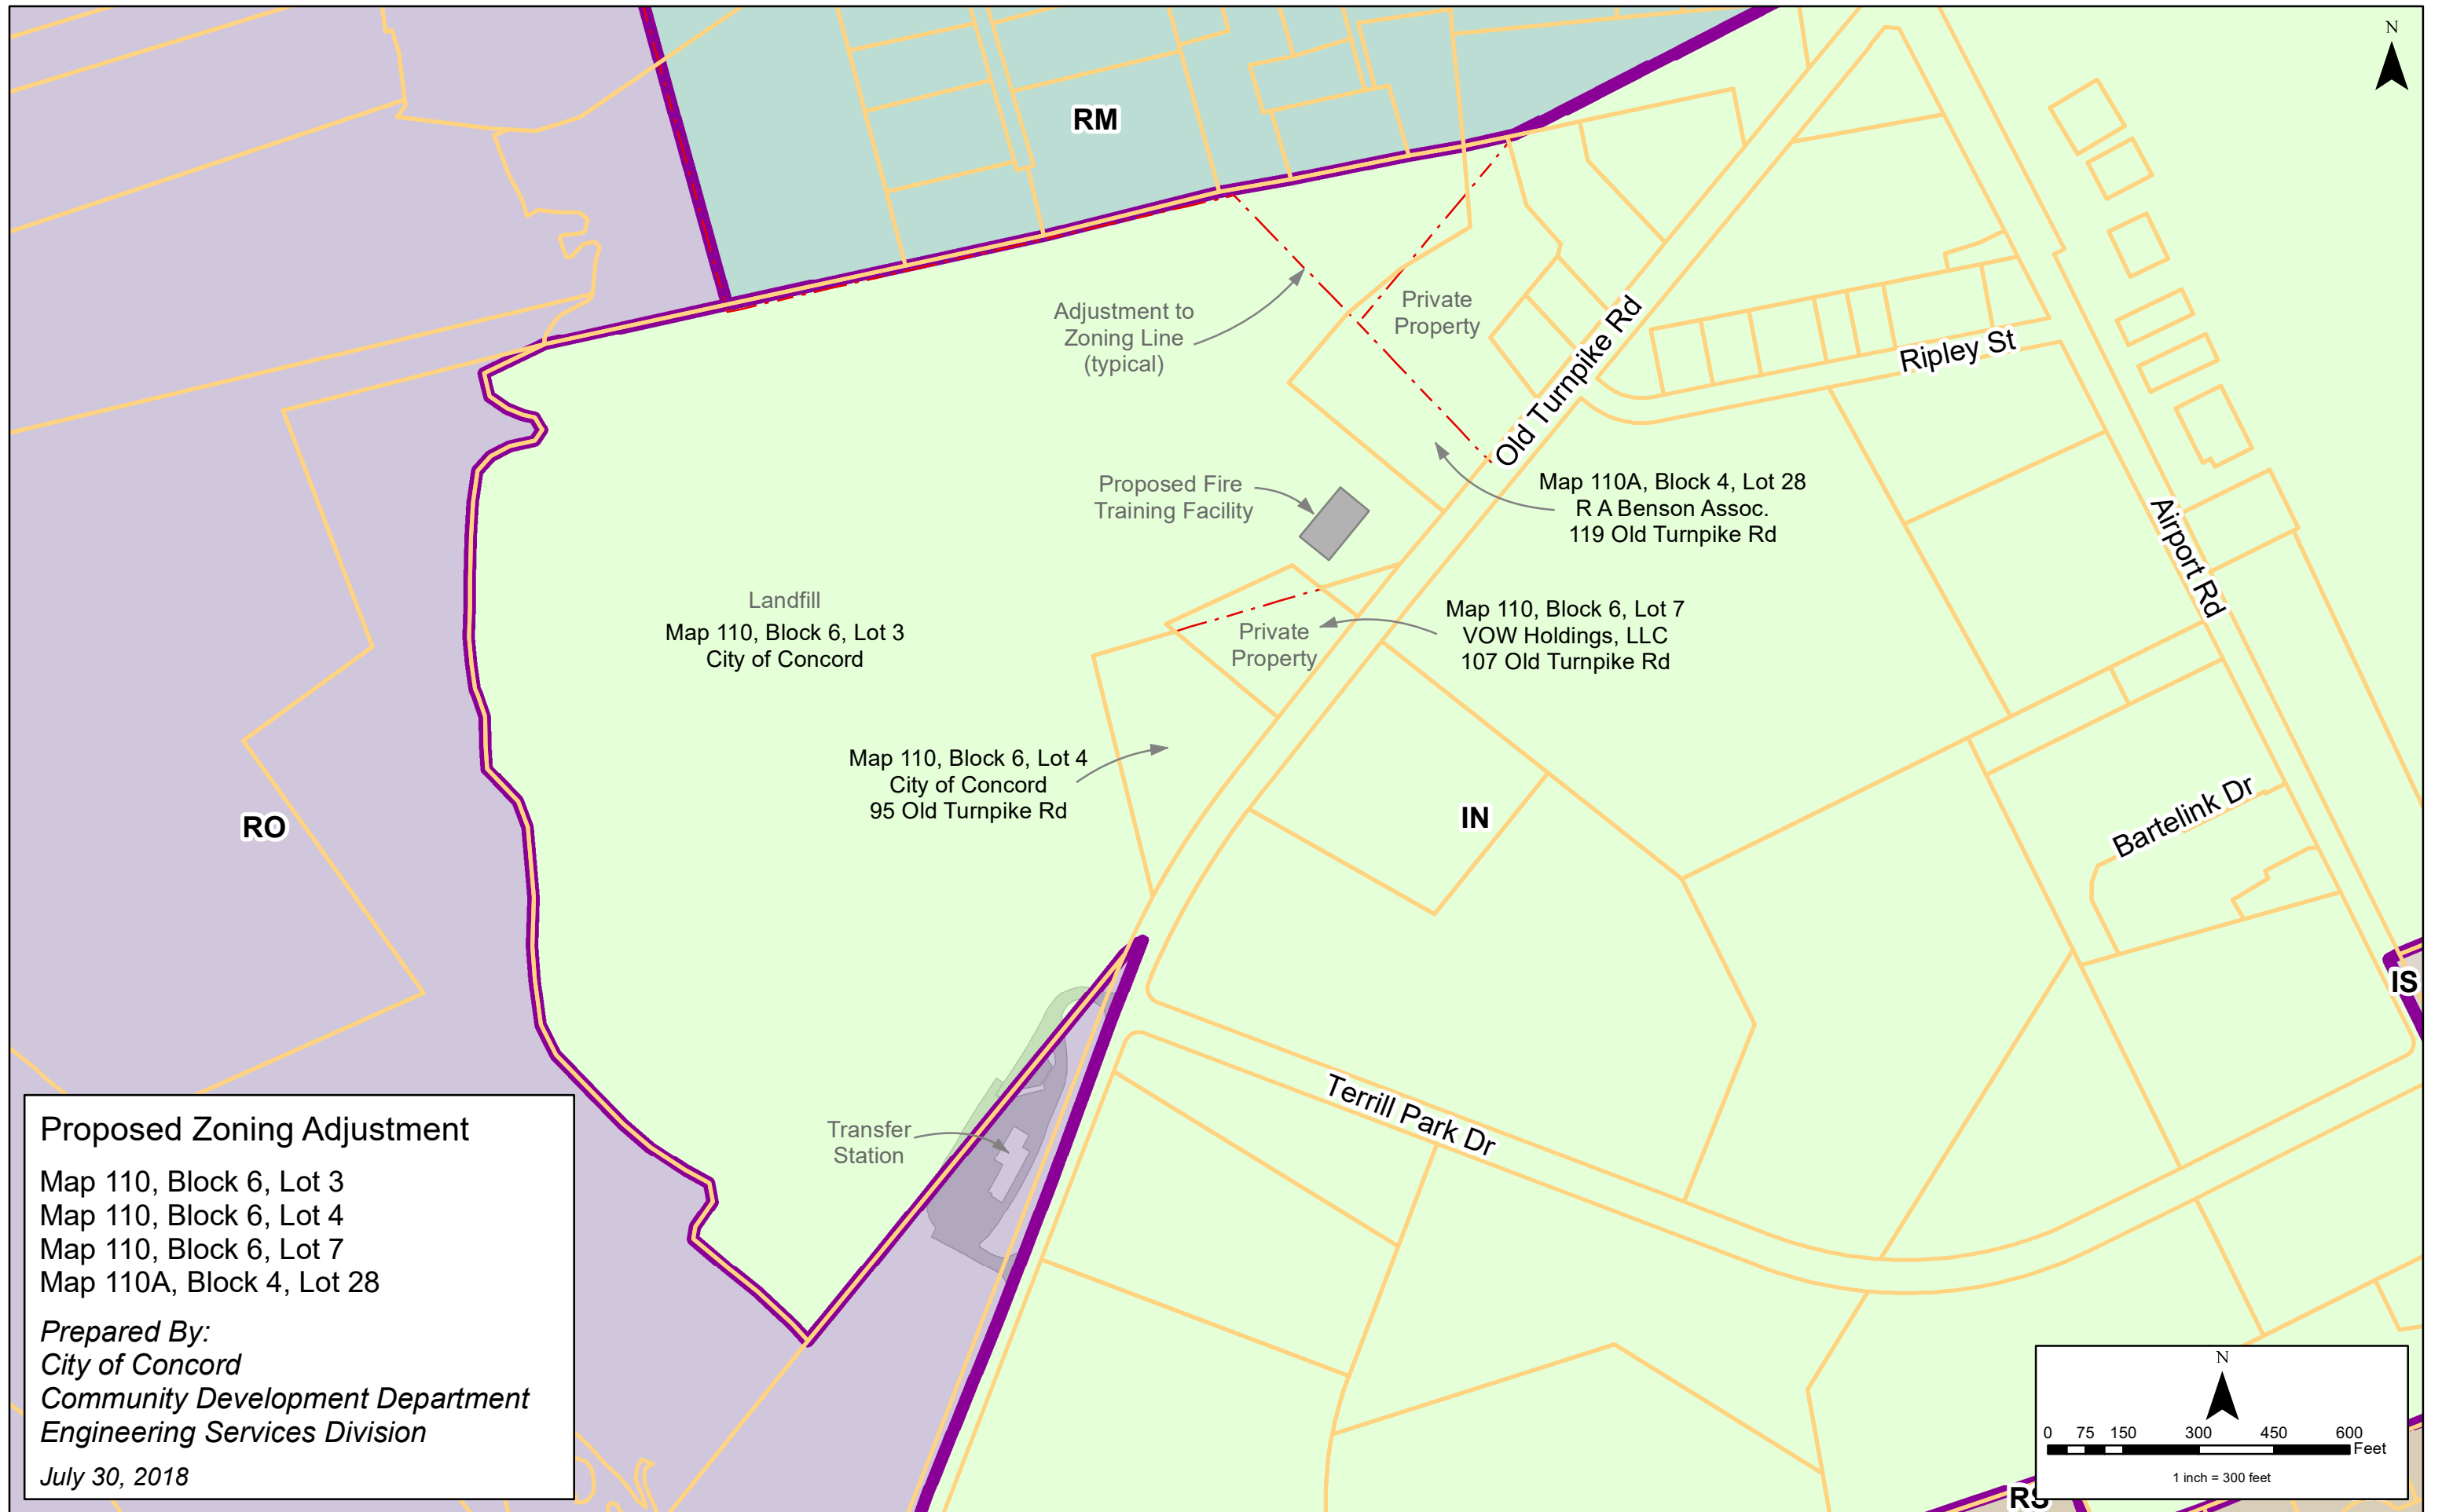 N
RM
Adjustment to
Zoning Line
(typical)
Private
Property
Old Turnpike Rd
Ripley St
Airport Rd
Proposed Fire
Training Facility
Map 110A, Block 4, Lot 28
R A Benson Assoc.
119 Old Turnpike Rd
Landfill
Map 110, Block 6, Lot 3
City of Concord
Private
Property
Map 110, Block 6, Lot 7
VOW Holdings, LLC
107 Old Turnpike Rd
Map 110, Block 6, Lot 4
City of Concord
95 Old Turnpike Rd
RO
IN
Bartelink Dr
IS
Transfer
Station
Terrill Park Dr
Proposed Zoning Adjustment
Map 110, Block 6, Lot 3
Map 110, Block 6, Lot 4
Map 110, Block 6, Lot 7
Map 110A, Block 4, Lot 28
Prepared By:
City of Concord
Community Development Department
Engineering Services Division
July 30, 2018
N
0 75 150 300 450 600
Feet
1 inch = 300 feet
RS